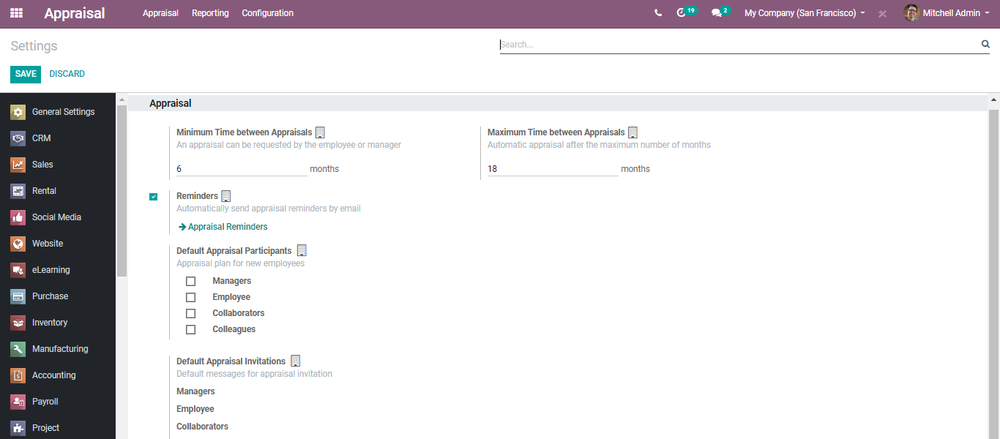 Appraisal Appraisal Reporting Configuration 19 2 My Company (San Francisco) Mitchell Admin
Settings Search...
SAVE DISCARD
General Settings
CRM
Sales
Rental
Social Media
Website
eLearning
Purchase
Inventory
Manufacturing
Accounting
Payroll
Project
Appraisal
Minimum Time between Appraisals
An appraisal can be requested by the employee or manager
6 months
Maximum Time between Appraisals
Automatic appraisal after the maximum number of months
18 months
Reminders
Automatically send appraisal reminders by email
Appraisal Reminders
Default Appraisal Participants
Appraisal plan for new employees
Managers
Employee
Collaborators
Colleagues
Default Appraisal Invitations
Default messages for appraisal invitation
Managers
Employee
Collaborators